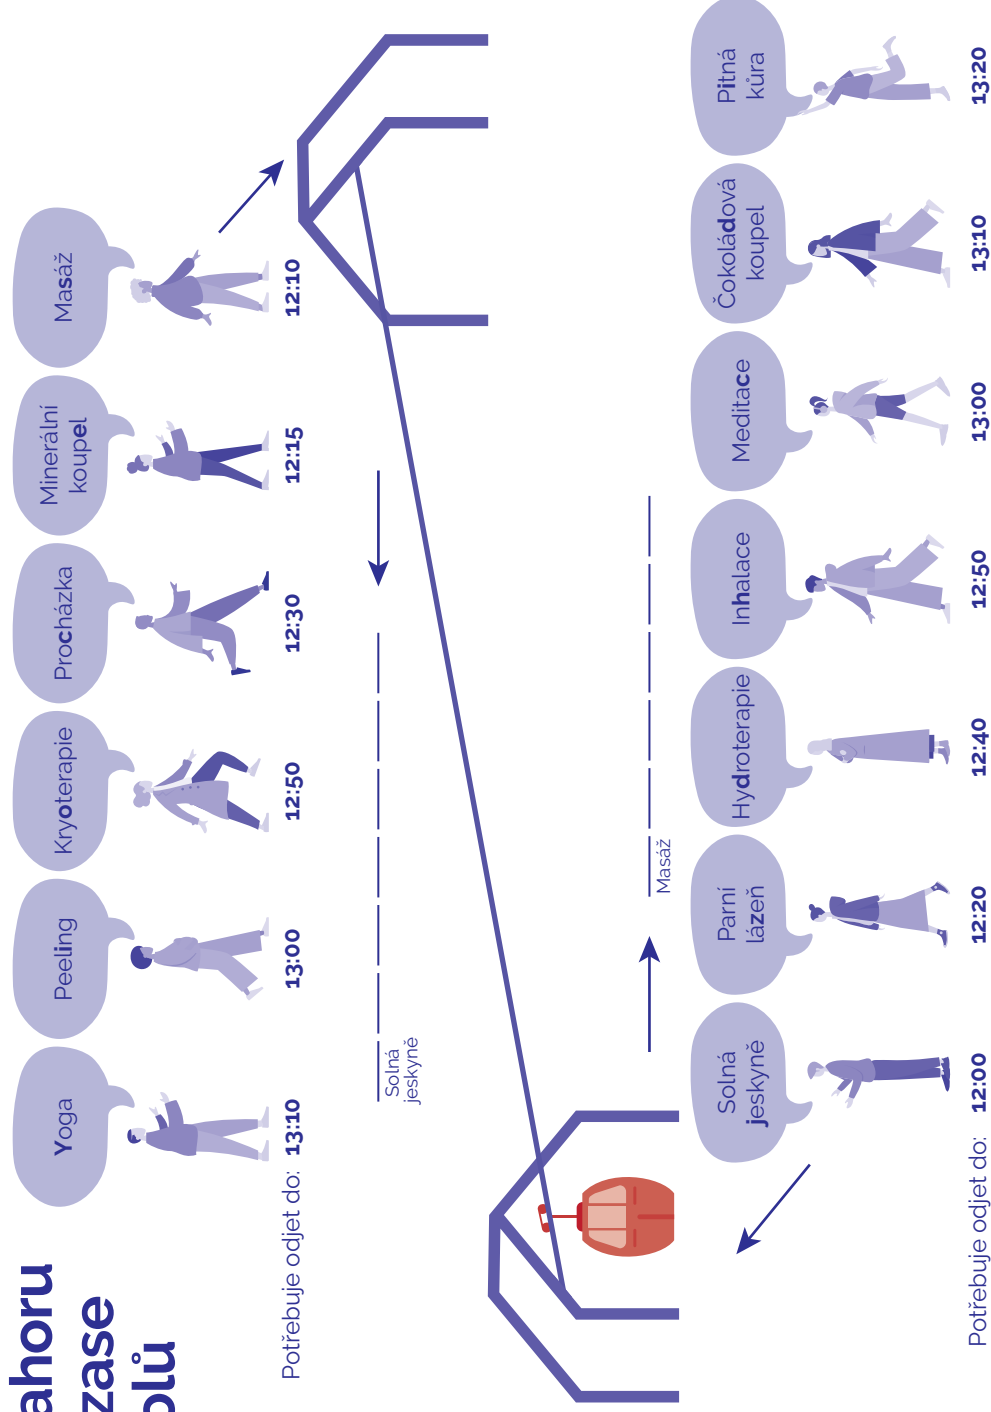 ahoru
zase
olů
Yoga
Peeling
Kryoterapie
Procházka
Minerální
koupel
Masáž
Potřebuje odjet do: 13:10 13:00 12:50 12:30 12:15 12:10
Solná
jeskyně
Masáž
Solná
jeskyně
Parní
lázeň
Hydroterapie
Inhalace
Meditace
Čokoládová
koupel
Pitná
kůra
Potřebuje odjet do: 12:00 12:20 12:40 12:50 13:00 13:10 13:20